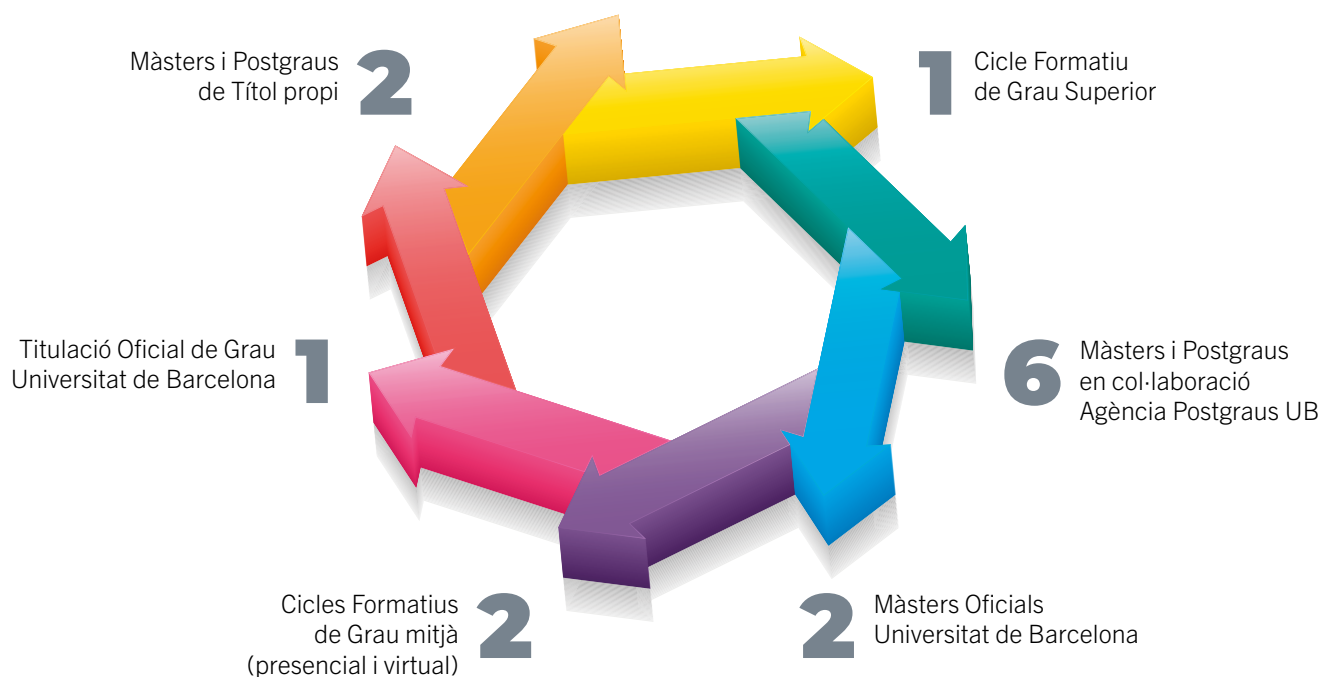 Màsters i Postgraus
de Títol propi
2
1
Cicle Formatiu
de Grau Superior
Titulació Oficial de Grau
Universitat de Barcelona
1
6
Màsters i Postgraus
en col·laboració
Agència Postgraus UB
Cicles Formatius
de Grau mitjà
(presencial i virtual)
2
2
Màsters Oficials
Universitat de Barcelona